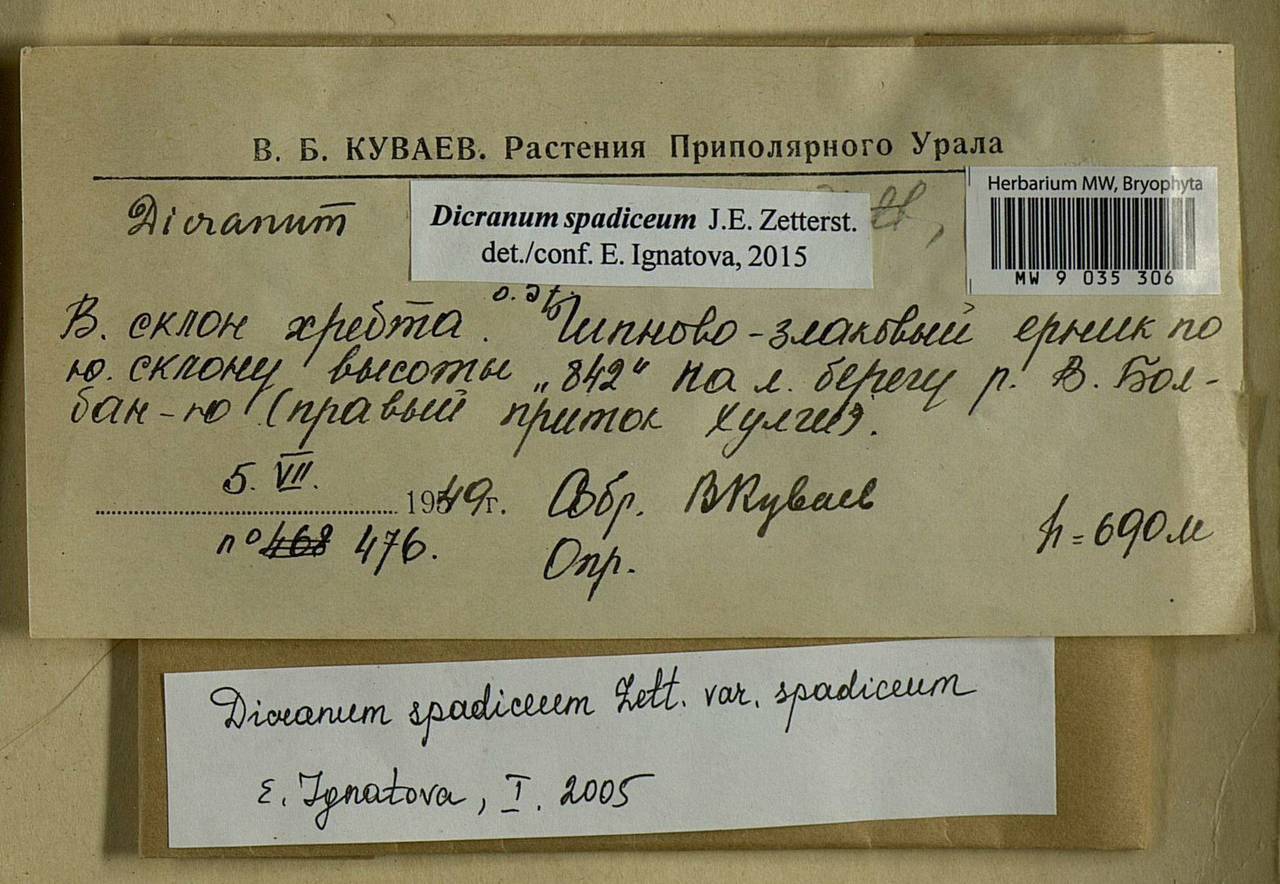 В. Б. КУВАЕВ. Растения Приполярного Урала
Herbarium MW, Bryophyta
MW 9 035 306
Dicranum
Dicranum spadiceum J.E. Zetterst.
det./conf. E. Ignatova, 2015
В. склон хребта. Гипново-злаковый ерник по
ю. склону высоты „842“ на л. берегу р. В. Бол-
бан-ю (правый приток Хулги).
5. VII. 1949 г. Собр. В Куваев
nº 468 476. Опр. h = 690 м
Dicranum spadiceum Zett. var. spadiceum
E. Ignatova, I. 2005